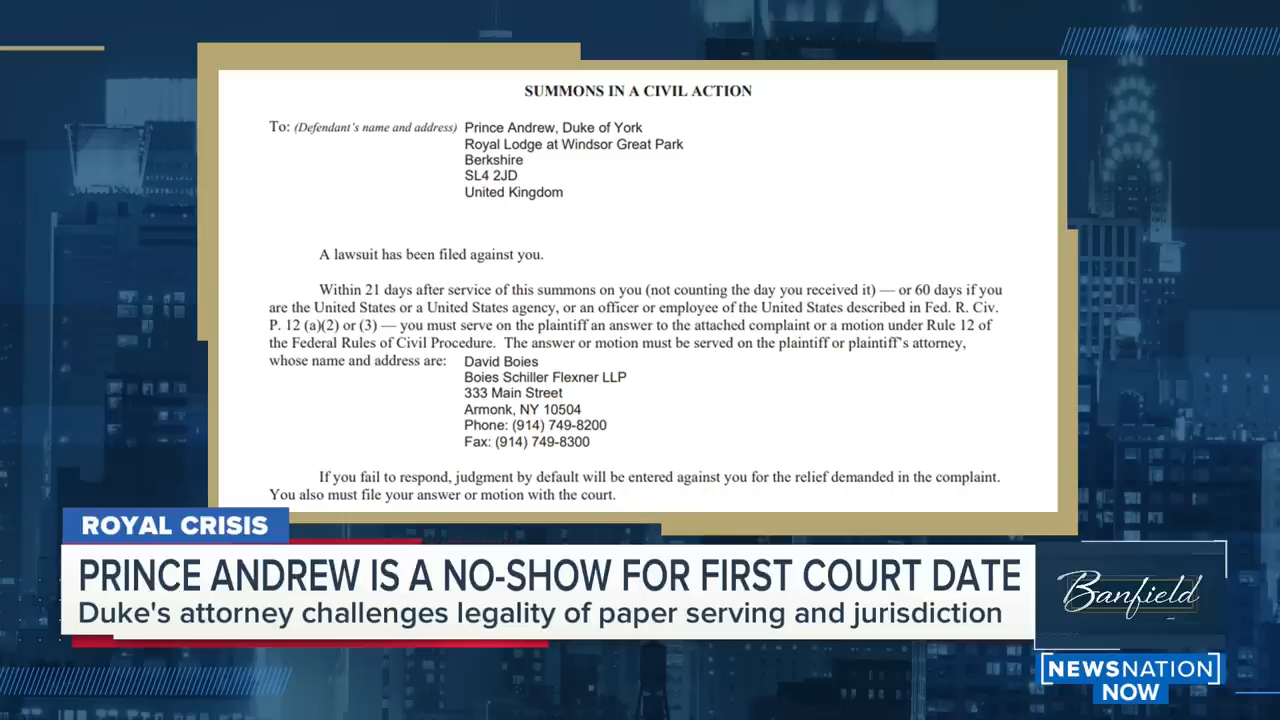 SUMMONS IN A CIVIL ACTION
To: (Defendant's name and address) Prince Andrew, Duke of York
Royal Lodge at Windsor Great Park
Berkshire
SL4 2JD
United Kingdom
A lawsuit has been filed against you.
Within 21 days after service of this summons on you (not counting the day you received it) — or 60 days if you
are the United States or a United States agency, or an officer or employee of the United States described in Fed. R. Civ.
P. 12 (a)(2) or (3) — you must serve on the plaintiff an answer to the attached complaint or a motion under Rule 12 of
the Federal Rules of Civil Procedure. The answer or motion must be served on the plaintiff or plaintiff's attorney,
whose name and address are: David Boies
Boies Schiller Flexner LLP
333 Main Street
Armonk, NY 10504
Phone: (914) 749-8200
Fax: (914) 749-8300
If you fail to respond, judgment by default will be entered against you for the relief demanded in the complaint.
You also must file your answer or motion with the court.
ROYAL CRISIS
PRINCE ANDREW IS A NO-SHOW FOR FIRST COURT DATE
Duke's attorney challenges legality of paper serving and jurisdiction
Banfield
NEWSNATION
NOW